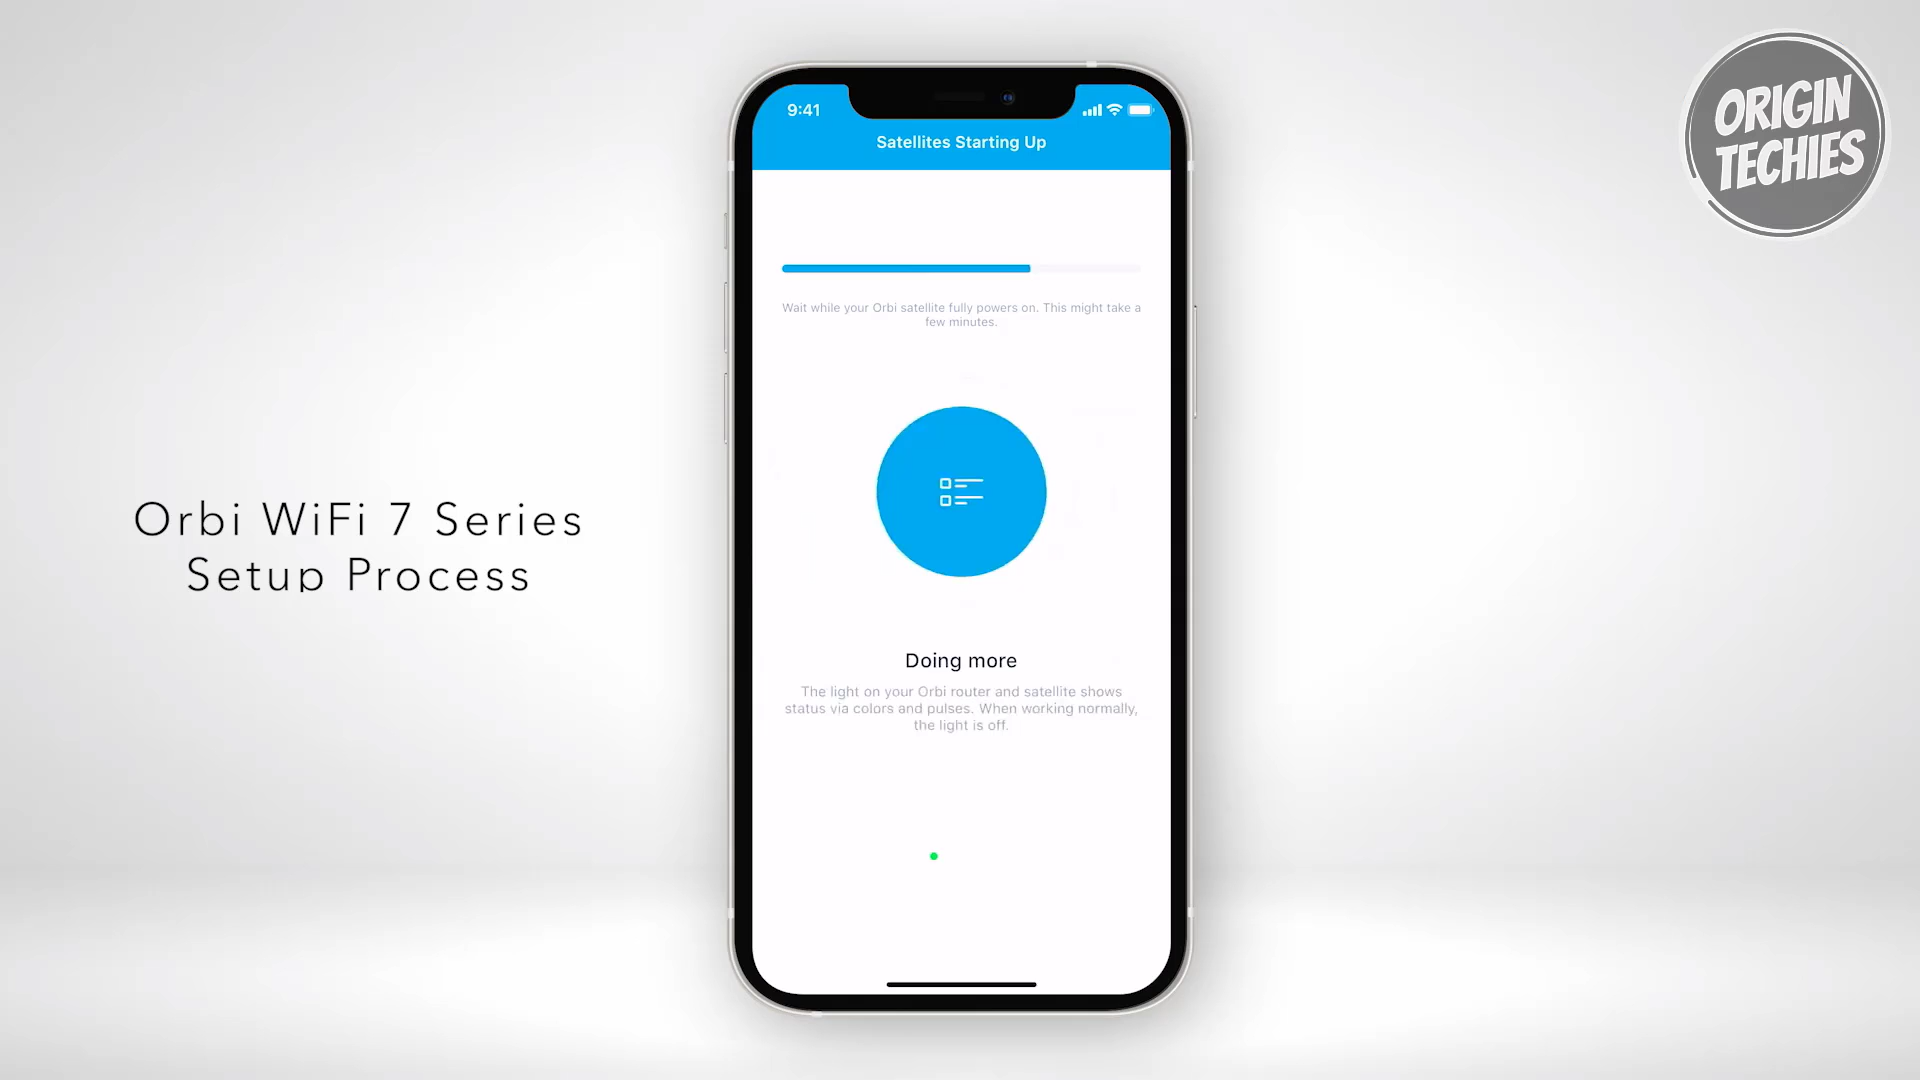 ORIGIN
TECHIES
9:41
Satellites Starting Up
Wait while your Orbi satellite fully powers on. This might take a
few minutes.
Orbi WiFi 7 Series
Setup Process
Doing more
The light on your Orbi router and satellite shows
status via colors and pulses. When working normally,
the light is off.